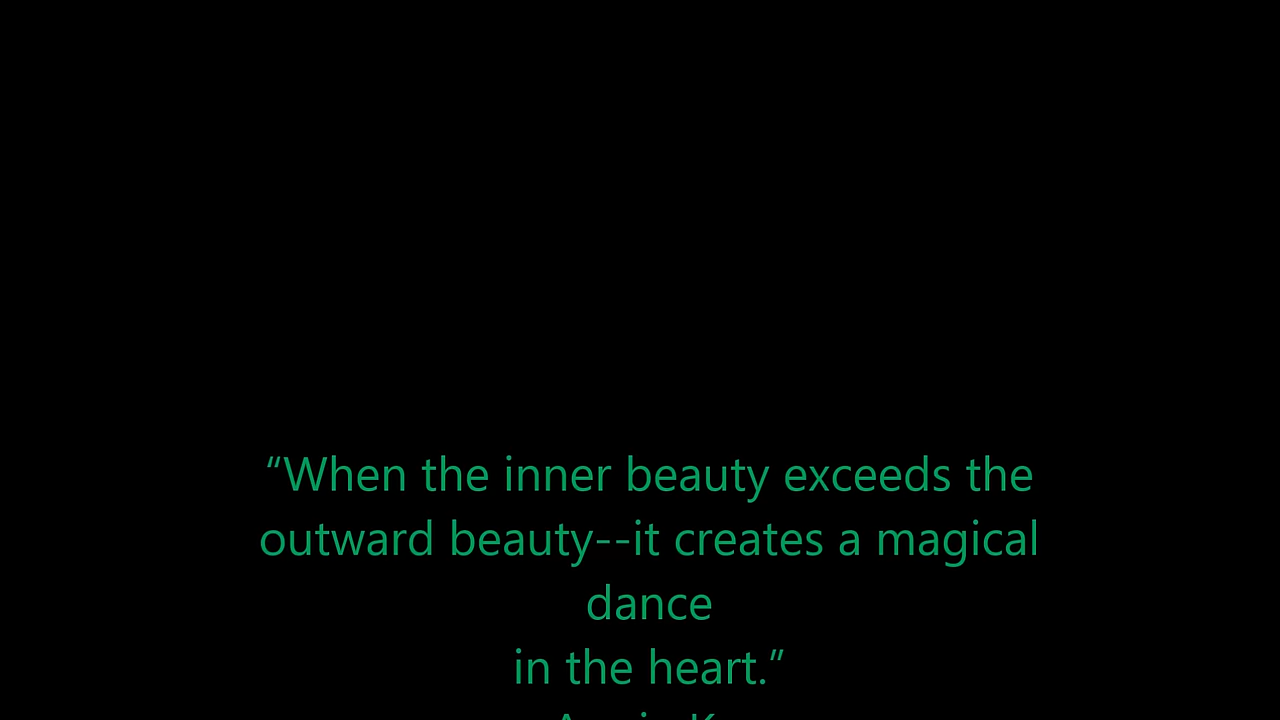 “When the inner beauty exceeds the
outward beauty--it creates a magical
dance
in the heart.”